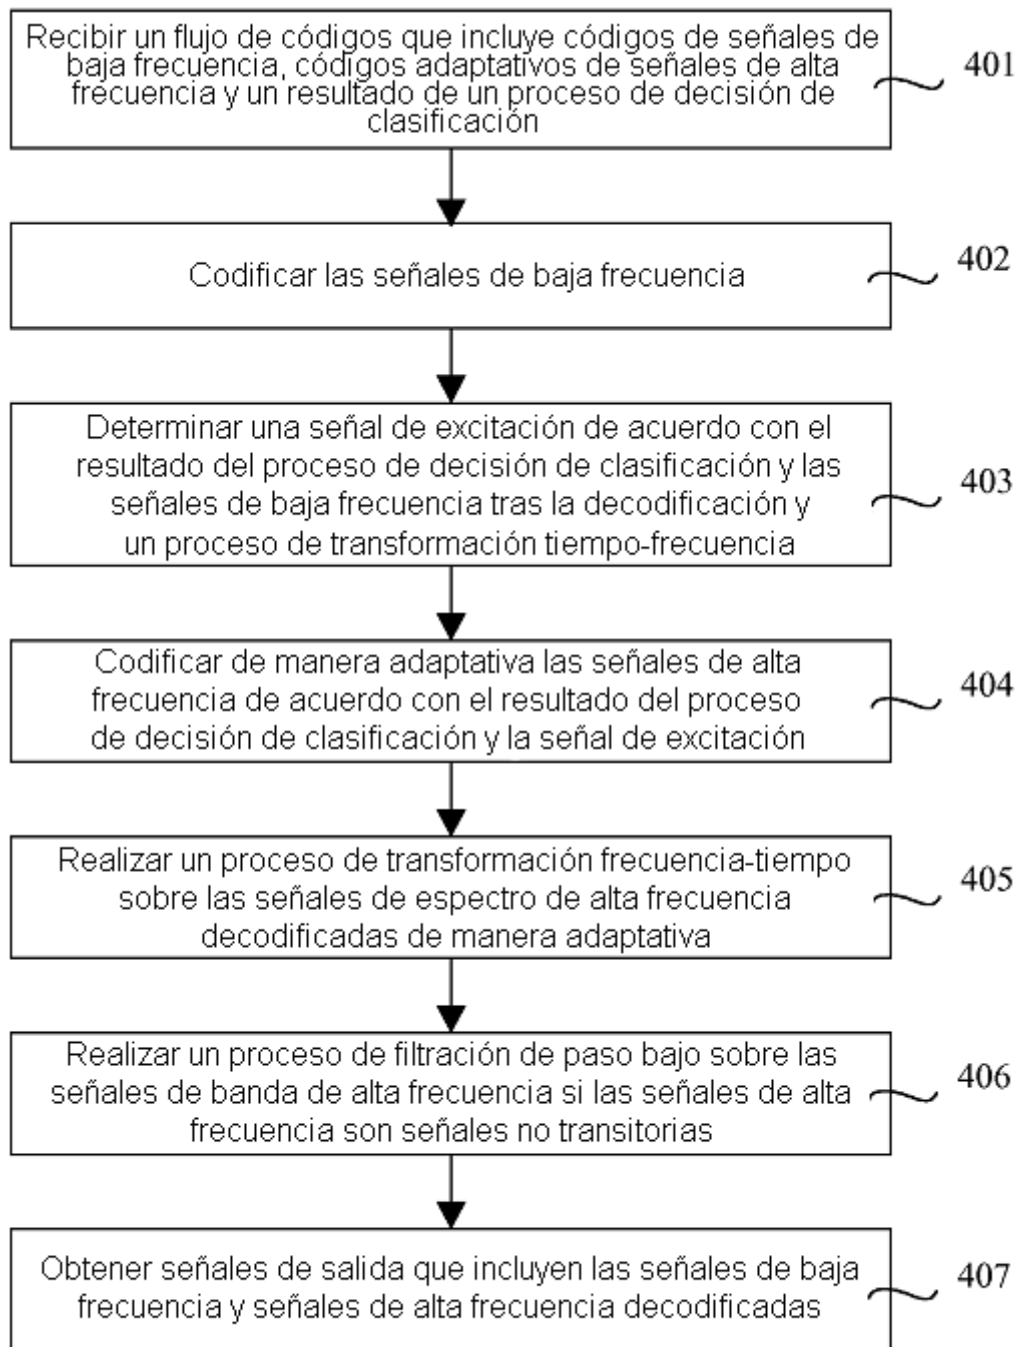 Recibir un flujo de códigos que incluye códigos de señales de
baja frecuencia, códigos adaptativos de señales de alta
frecuencia y un resultado de un proceso de decisión de
clasificación
401
Codificar las señales de baja frecuencia
402
Determinar una señal de excitación de acuerdo con el
resultado del proceso de decisión de clasificación y las
señales de baja frecuencia tras la decodificación y
un proceso de transformación tiempo-frecuencia
403
Codificar de manera adaptativa las señales de alta
frecuencia de acuerdo con el resultado del proceso
de decisión de clasificación y la señal de excitación
404
Realizar un proceso de transformación frecuencia-tiempo
sobre las señales de espectro de alta frecuencia
decodificadas de manera adaptativa
405
Realizar un proceso de filtración de paso bajo sobre las
señales de banda de alta frecuencia si las señales de alta
frecuencia son señales no transitorias
406
Obtener señales de salida que incluyen las señales de baja
frecuencia y señales de alta frecuencia decodificadas
407